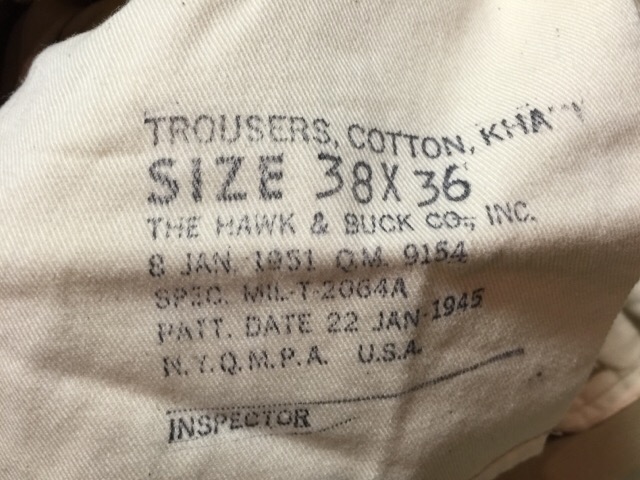 TROUSERS, COTTON, KHAKI
SIZE 38X36
THE HAWK & BUCK CO., INC.
8 JAN. 1951 Q.M. 9154
SPEC. MIL-T-2064A
PATT. DATE 22 JAN-1945
N.Y.Q.M.P.A. U.S.A.
INSPECTOR